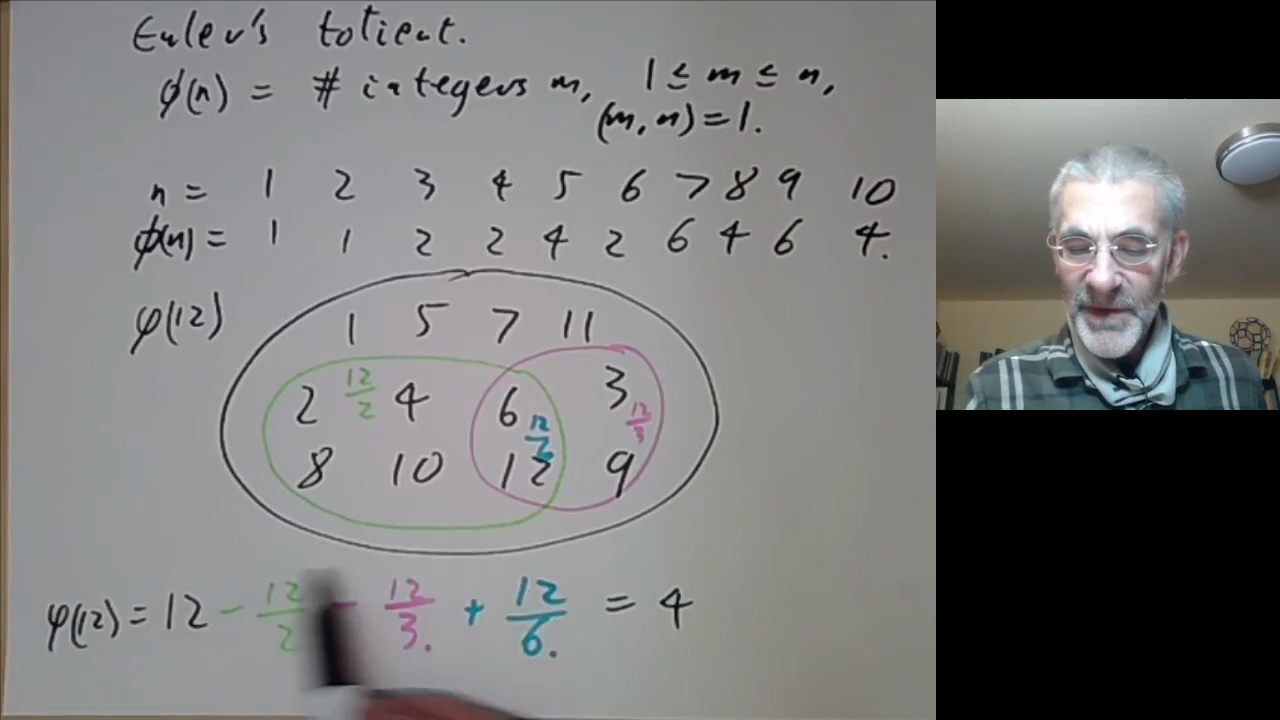 Euler's totient.
ϕ(n) = # integers m, 1 ≤ m ≤ n,
(m, n) = 1.
n = 1 2 3 4 5 6 7 8 9 10
ϕ(n) = 1 1 2 2 4 2 6 4 6 4.
φ(12) 1 5 7 11
2 12/2 4 6 12/6 3 12/3
8 10 12 9
φ(12) = 12 - 12/2 - 12/3. + 12/6. = 4